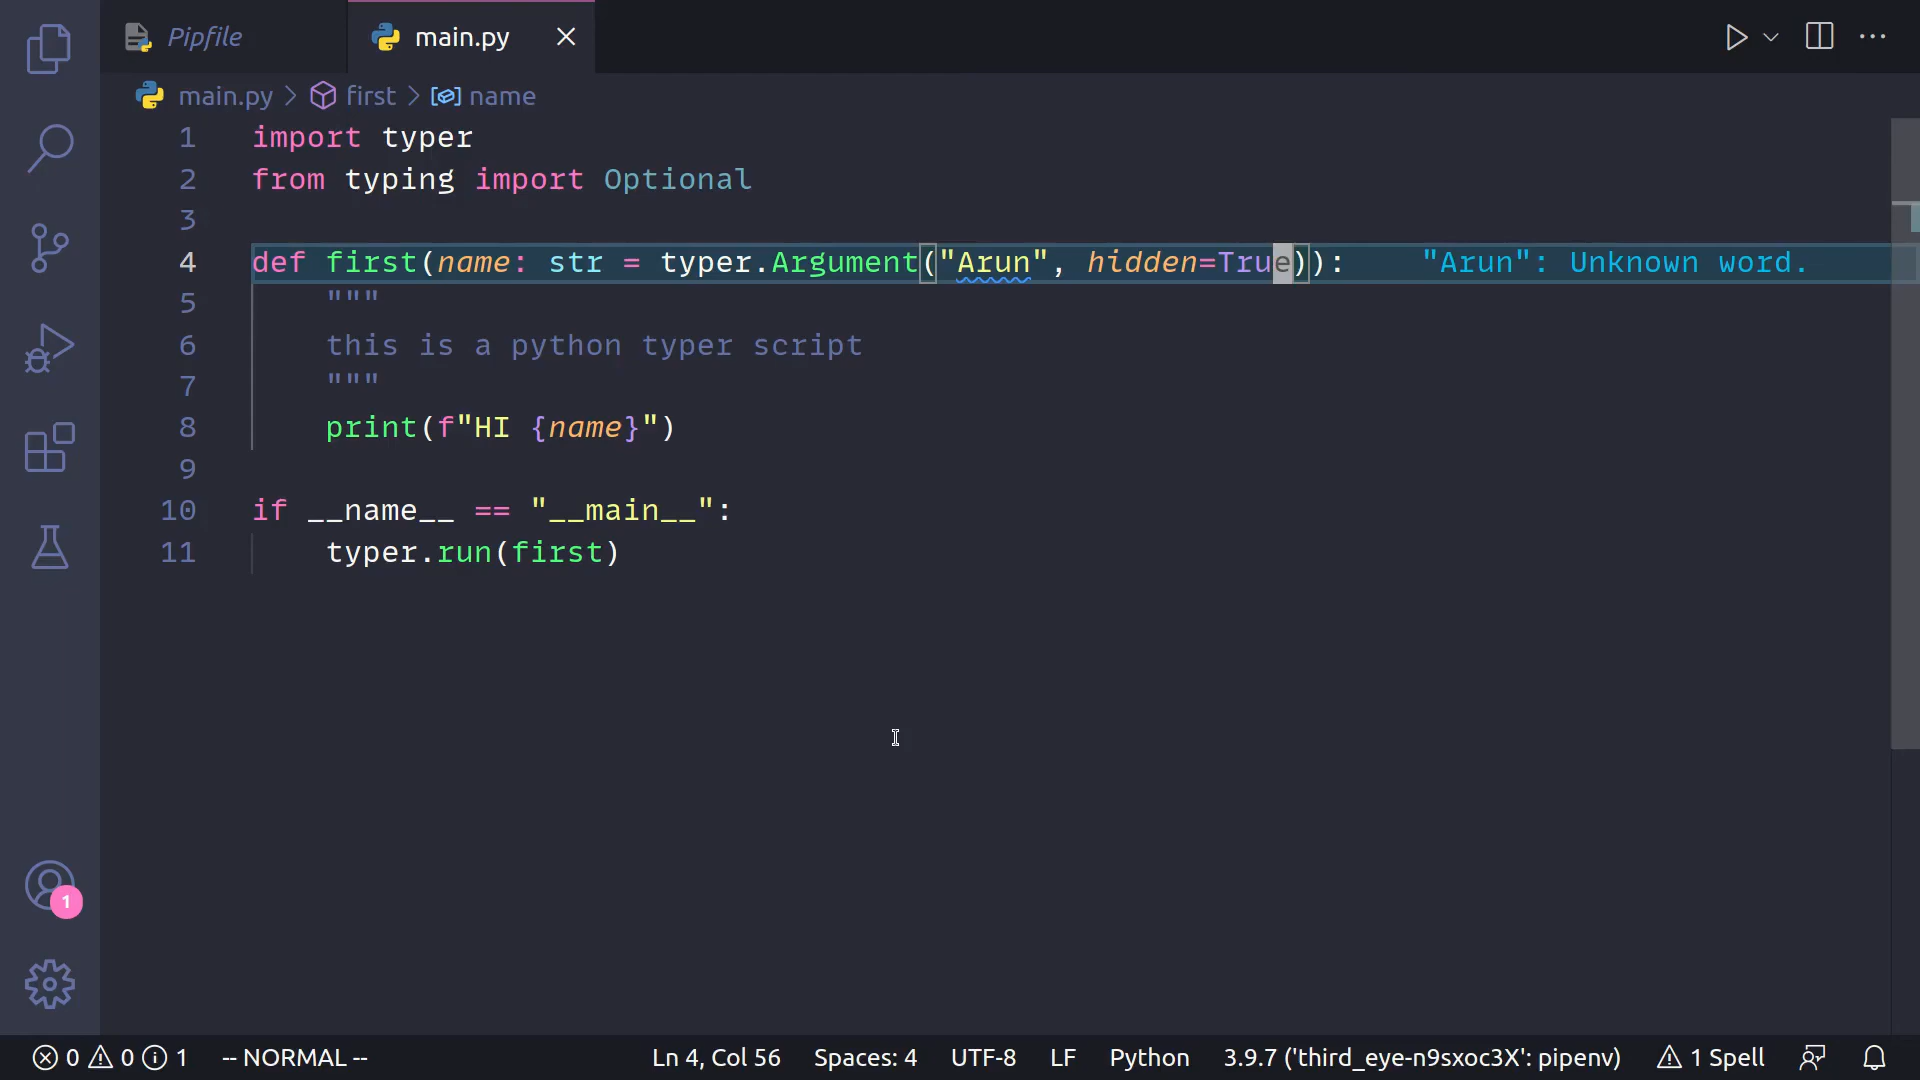 Pipfile
main.py
main.py > first > name
1 import typer
2 from typing import Optional
3
4 def first(name: str = typer.Argument("Arun", hidden=True)): "Arun": Unknown word.
5 """
6 this is a python typer script
7 """
8 print(f"HI {name}")
9
10 if __name__ == "__main__":
11 typer.run(first)
1
0 0 1 -- NORMAL -- Ln 4, Col 56 Spaces: 4 UTF-8 LF Python 3.9.7 ('third_eye-n9sxoc3X': pipenv) 1 Spell